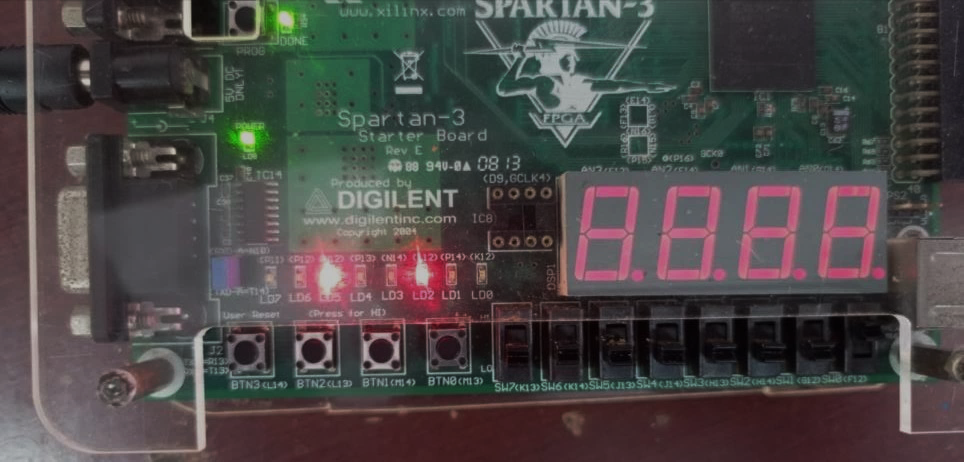 www.xilinx.com
SPARTAN-3
PROG
DONE
5V DC
ONLY!
J4
POWER
FPGA
Spartan-3
Starter Board
Rev E
88 94V-0 0813
Produced by
DIGILENT
www.digilentinc.com
Copyright 2004
IC14
(D9,GCLK4)
IC8
DSP1
8.8.8.8.
(P11) (P12) (N12) (P13) (N14) (L12) (P14) (K12)
LD7 LD6 LD5 LD4 LD3 LD2 LD1 LD0
User Reset (Press for HI)
J2
BTN3(L14) BTN2(L13) BTN1(M14) BTN0(M13)
SW7(K13) SW6(K14) SW5(J13) SW4(J14) SW3(H13) SW2(H14) SW1(G12) SW0(F12)